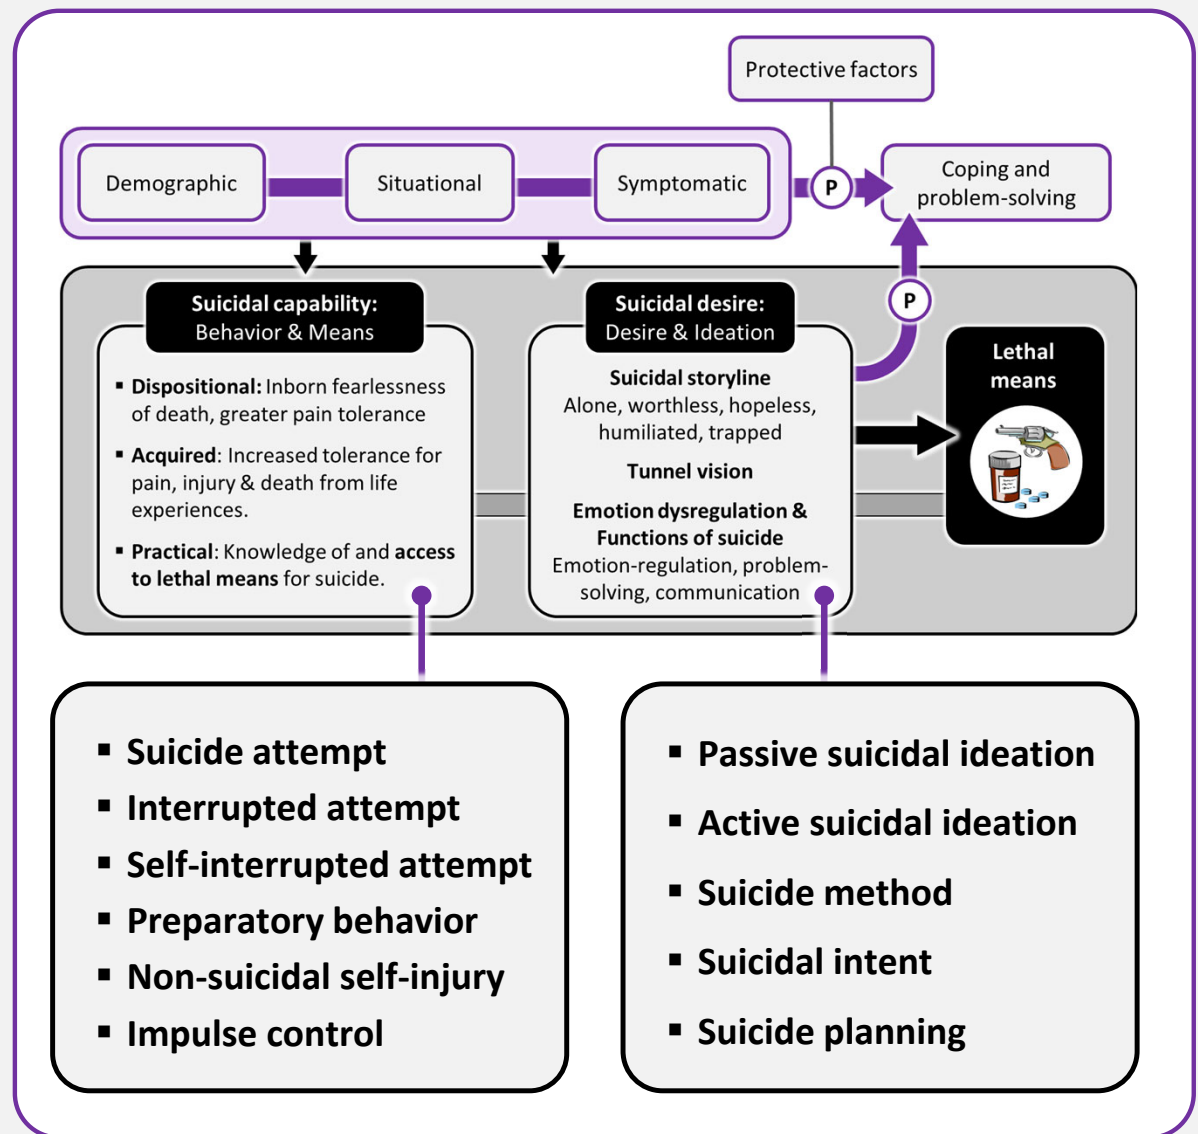 Protective factors
Demographic
Situational
Symptomatic
P
Coping and
problem-solving
P
Suicidal capability:
Behavior & Means
▪ Dispositional: Inborn fearlessness
of death, greater pain tolerance
▪ Acquired: Increased tolerance for
pain, injury & death from life
experiences.
▪ Practical: Knowledge of and access
to lethal means for suicide.
Suicidal desire:
Desire & Ideation
Suicidal storyline
Alone, worthless, hopeless,
humiliated, trapped
Tunnel vision
Emotion dysregulation &
Functions of suicide
Emotion-regulation, problem-
solving, communication
Lethal
means
▪ Suicide attempt
▪ Interrupted attempt
▪ Self-interrupted attempt
▪ Preparatory behavior
▪ Non-suicidal self-injury
▪ Impulse control
▪ Passive suicidal ideation
▪ Active suicidal ideation
▪ Suicide method
▪ Suicidal intent
▪ Suicide planning